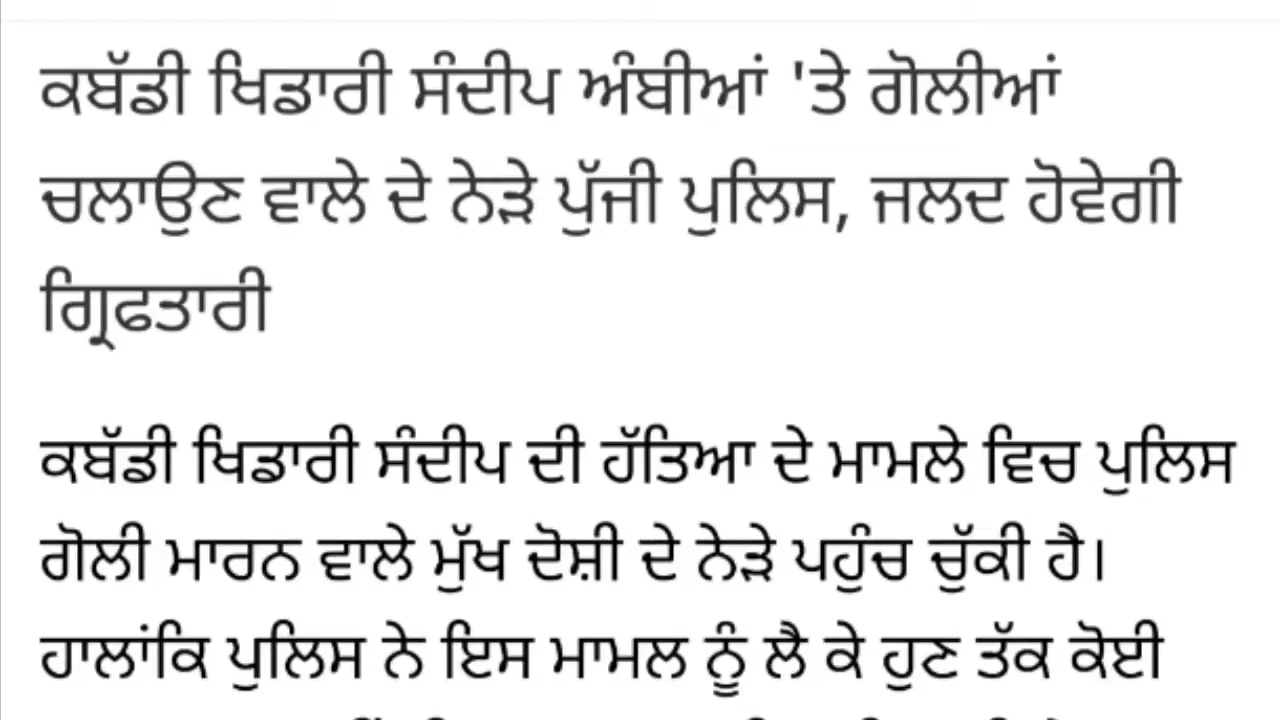 ਕਬੱਡੀ ਖਿਡਾਰੀ ਸੰਦੀਪ ਅੰਬੀਆਂ 'ਤੇ ਗੋਲੀਆਂ
ਚਲਾਉਣ ਵਾਲੇ ਦੇ ਨੇੜੇ ਪੁੱਜੀ ਪੁਲਿਸ, ਜਲਦ ਹੋਵੇਗੀ
ਗ੍ਰਿਫਤਾਰੀ
ਕਬੱਡੀ ਖਿਡਾਰੀ ਸੰਦੀਪ ਦੀ ਹੱਤਿਆ ਦੇ ਮਾਮਲੇ ਵਿਚ ਪੁਲਿਸ
ਗੋਲੀ ਮਾਰਨ ਵਾਲੇ ਮੁੱਖ ਦੋਸ਼ੀ ਦੇ ਨੇੜੇ ਪਹੁੰਚ ਚੁੱਕੀ ਹੈ।
ਹਾਲਾਂਕਿ ਪੁਲਿਸ ਨੇ ਇਸ ਮਾਮਲ ਨੂੰ ਲੈ ਕੇ ਹੁਣ ਤੱਕ ਕੋਈ